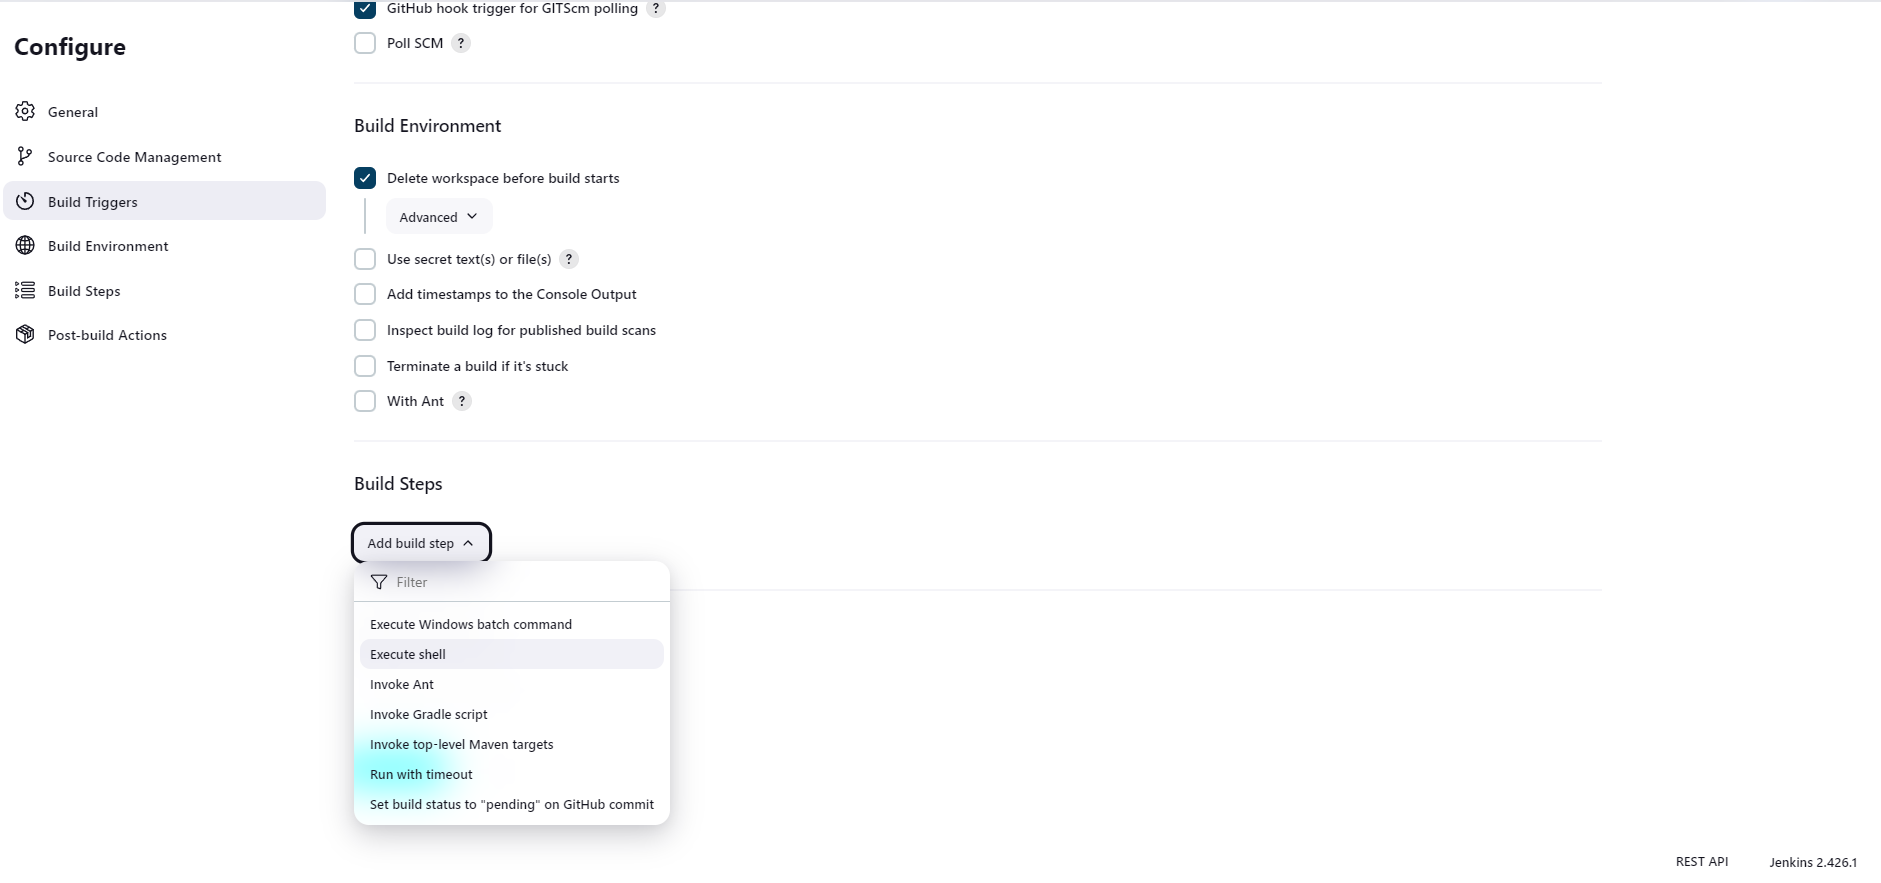 GitHub hook trigger for GITScm polling ?
Poll SCM ?
Configure
General
Source Code Management
Build Triggers
Build Environment
Build Steps
Post-build Actions
Build Environment
Delete workspace before build starts
Advanced
Use secret text(s) or file(s) ?
Add timestamps to the Console Output
Inspect build log for published build scans
Terminate a build if it's stuck
With Ant ?
Build Steps
Add build step
Filter
Execute Windows batch command
Execute shell
Invoke Ant
Invoke Gradle script
Invoke top-level Maven targets
Run with timeout
Set build status to "pending" on GitHub commit
REST API
Jenkins 2.426.1